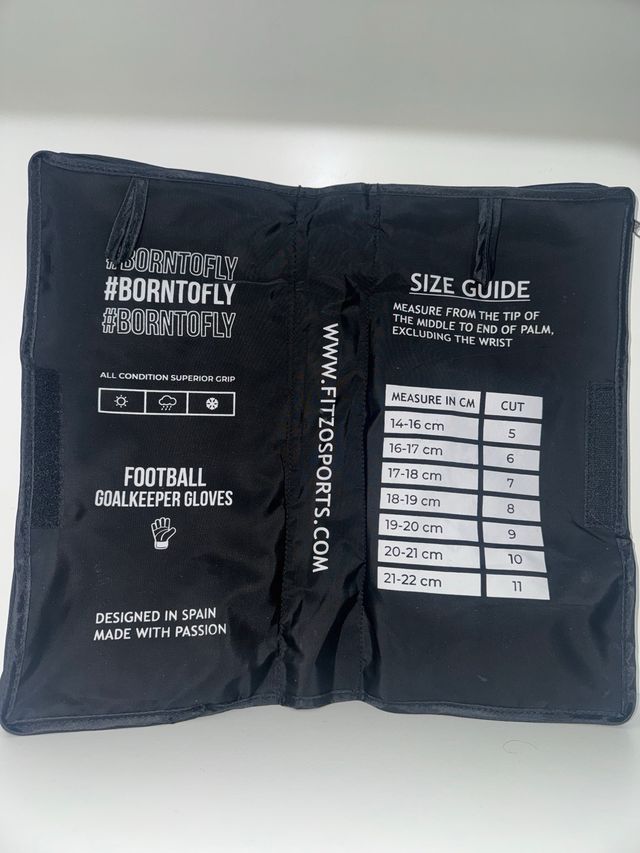 #BORNTOFLY
#BORNTOFLY
#BORNTOFLY
ALL CONDITION SUPERIOR GRIP
FOOTBALL
GOALKEEPER GLOVES
DESIGNED IN SPAIN
MADE WITH PASSION
WWW.FITZOSPORTS.COM
SIZE GUIDE
MEASURE FROM THE TIP OF
THE MIDDLE TO END OF PALM,
EXCLUDING THE WRIST
MEASURE IN CM CUT
14-16 cm 5
16-17 cm 6
17-18 cm 7
18-19 cm 8
19-20 cm 9
20-21 cm 10
21-22 cm 11